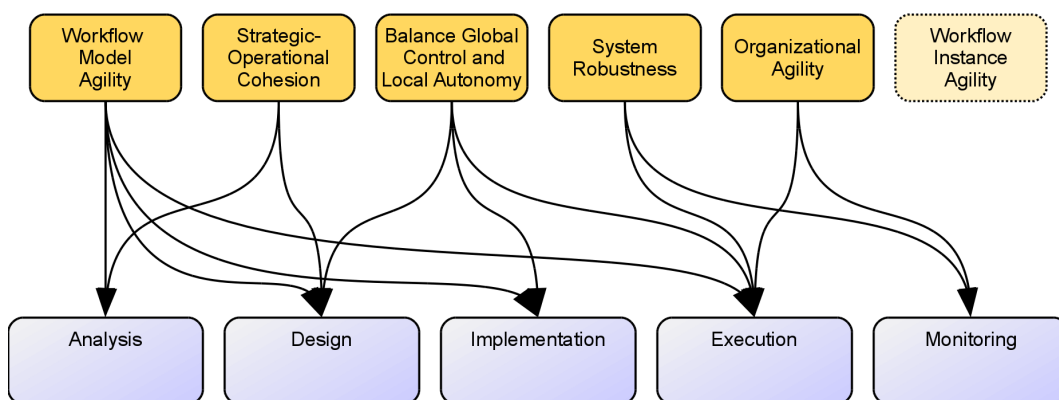 Workflow
Model
Agility
Strategic-
Operational
Cohesion
Balance Global
Control and
Local Autonomy
System
Robustness
Organizational
Agility
Workflow
Instance
Agility
Analysis
Design
Implementation
Execution
Monitoring